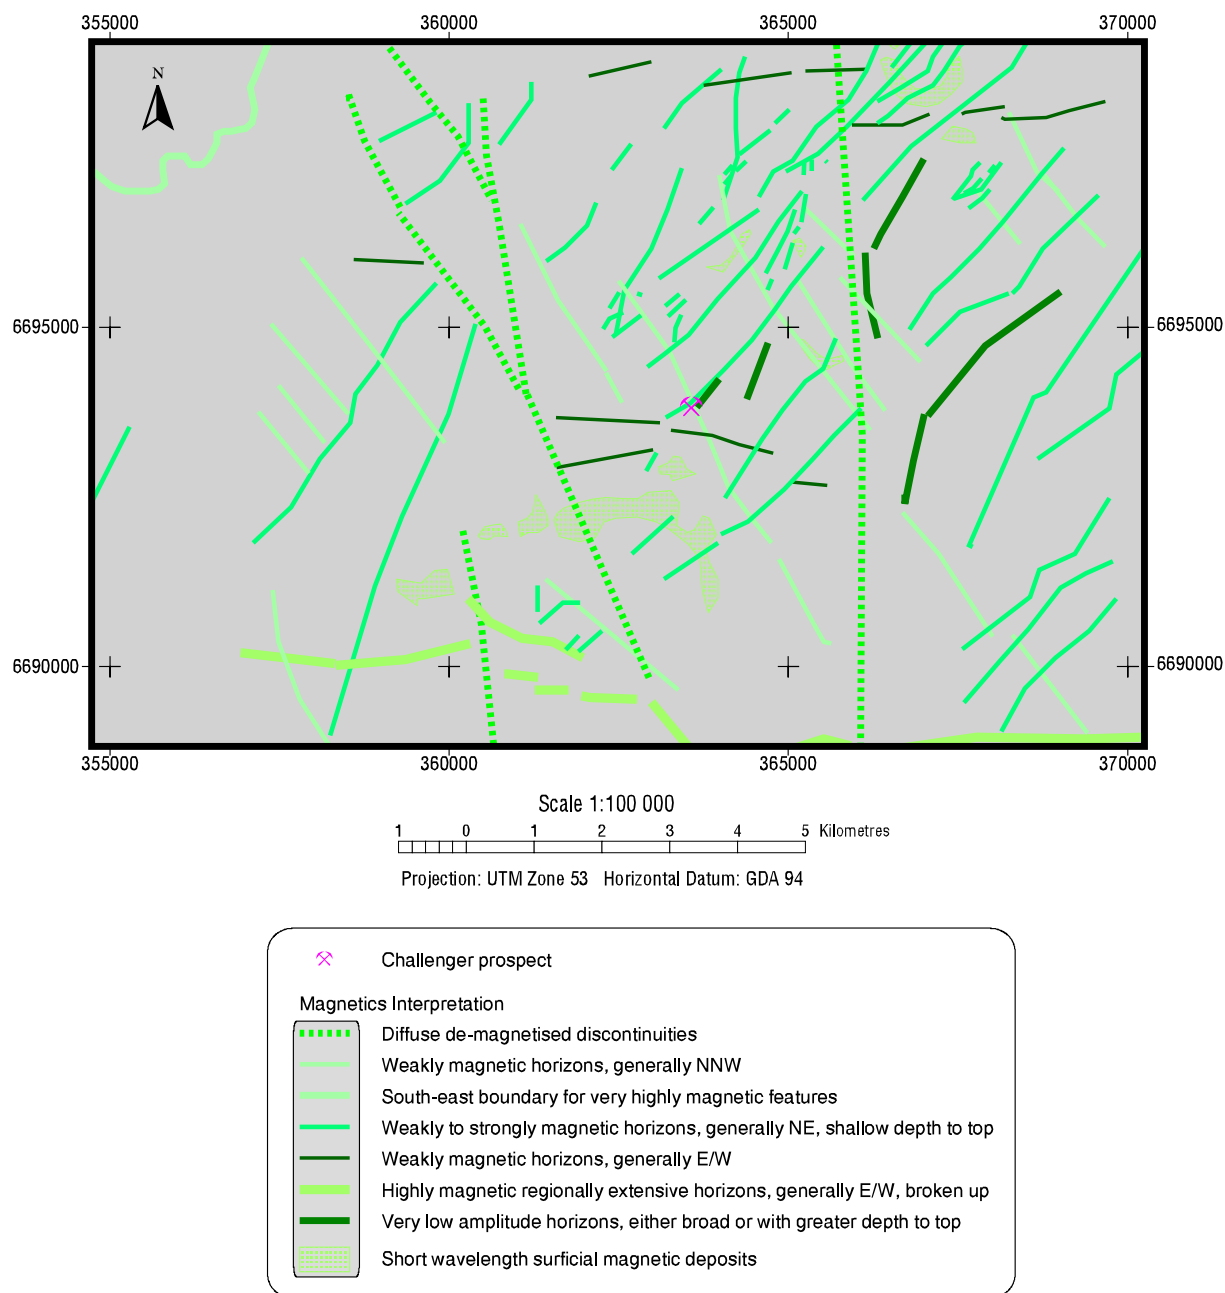 355000 360000 365000 370000
N
6695000 6695000
6690000 6690000
355000 360000 365000 370000
Scale 1:100 000
1 0 1 2 3 4 5 Kilometres
Projection: UTM Zone 53 Horizontal Datum: GDA 94
Challenger prospect
Magnetics Interpretation
Diffuse de-magnetised discontinuities
Weakly magnetic horizons, generally NNW
South-east boundary for very highly magnetic features
Weakly to strongly magnetic horizons, generally NE, shallow depth to top
Weakly magnetic horizons, generally E/W
Highly magnetic regionally extensive horizons, generally E/W, broken up
Very low amplitude horizons, either broad or with greater depth to top
Short wavelength surficial magnetic deposits